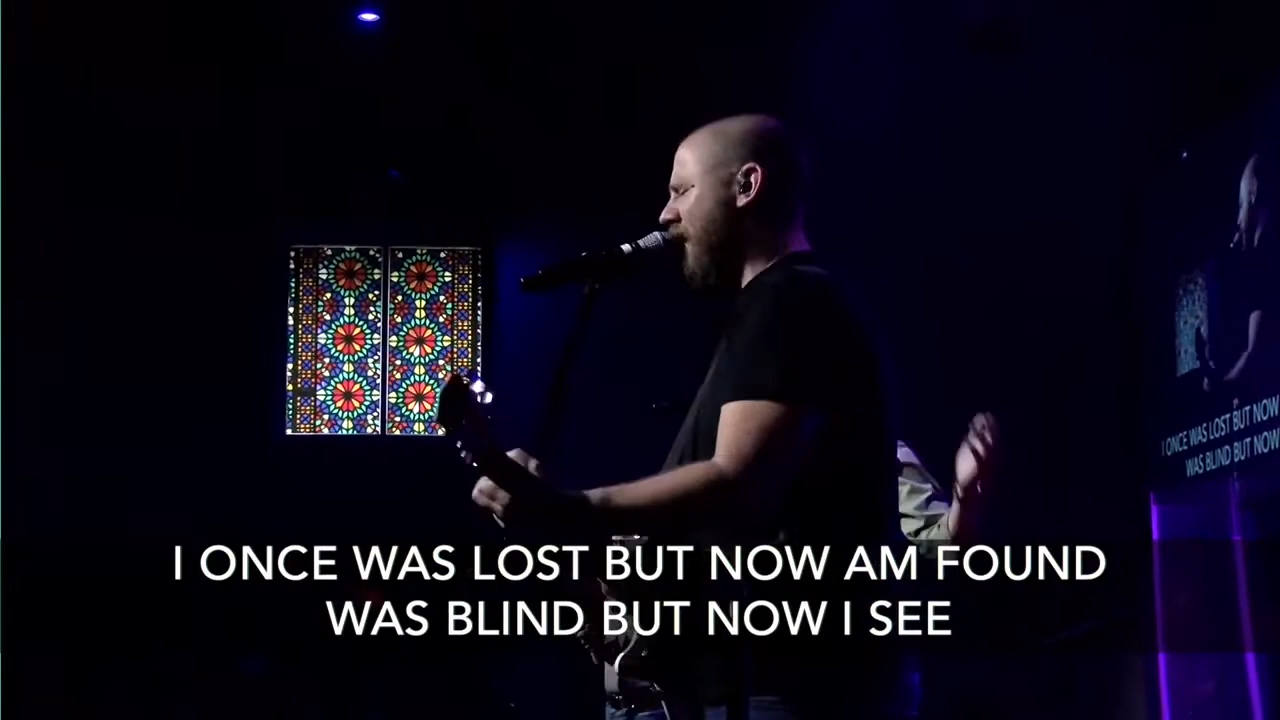 I ONCE WAS LOST BUT NOW AM FOUND
WAS BLIND BUT NOW I SEE
I ONCE WAS LOST BUT NOW
WAS BLIND BUT NOW